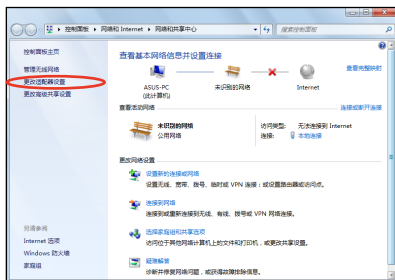 控制面板 ▸ 网络和 Internet ▸ 网络和共享中心
搜索控制面板
控制面板主页
管理无线网络
更改适配器设置
更改高级共享设置
查看基本网络信息并设置连接
查看完整映射
ASUS-PC
(此计算机)
未识别的网络
Internet
查看活动网络
连接或断开连接
未识别的网络
公用网络
访问类型: 无法连接到 Internet
连接: 本地连接
更改网络设置
设置新的连接或网络
设置无线、宽带、拨号、临时或 VPN 连接；或设置路由器或访问点。
连接到网络
连接到或重新连接到无线、有线、拨号或 VPN 网络连接。
选择家庭组和共享选项
访问位于其他网络计算机上的文件和打印机，或更改共享设置。
疑难解答
诊断并修复网络问题，或获得故障排除信息。
另请参阅
Internet 选项
Windows 防火墙
家庭组